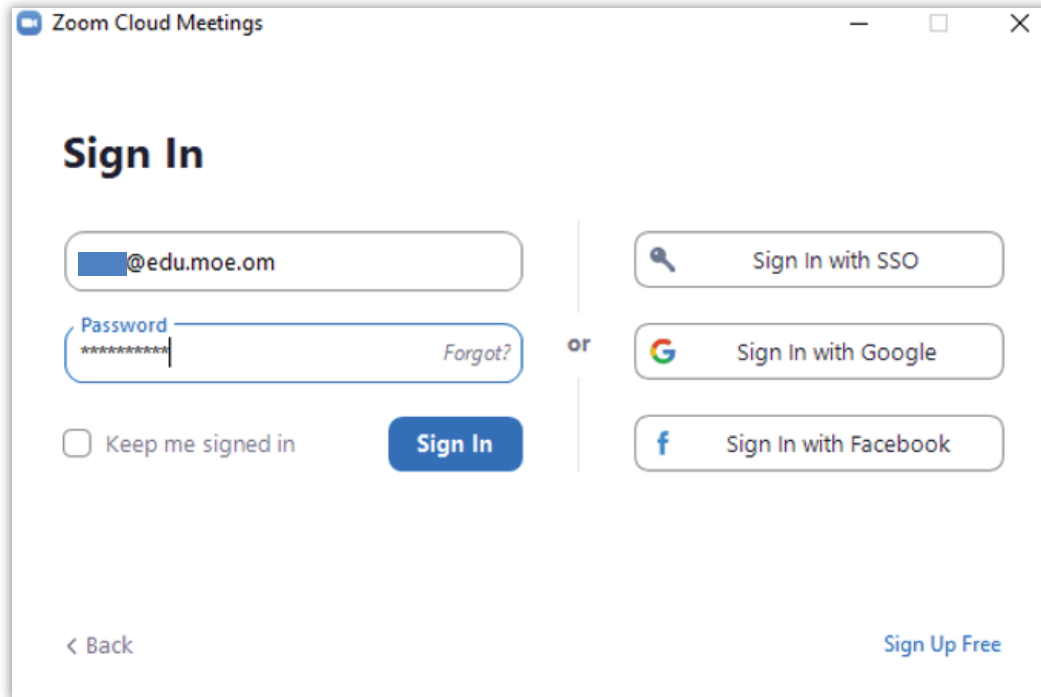 Zoom Cloud Meetings
Sign In
@edu.moe.om
Password
**********
Forgot?
Keep me signed in
Sign In
or
Sign In with SSO
Sign In with Google
Sign In with Facebook
< Back
Sign Up Free